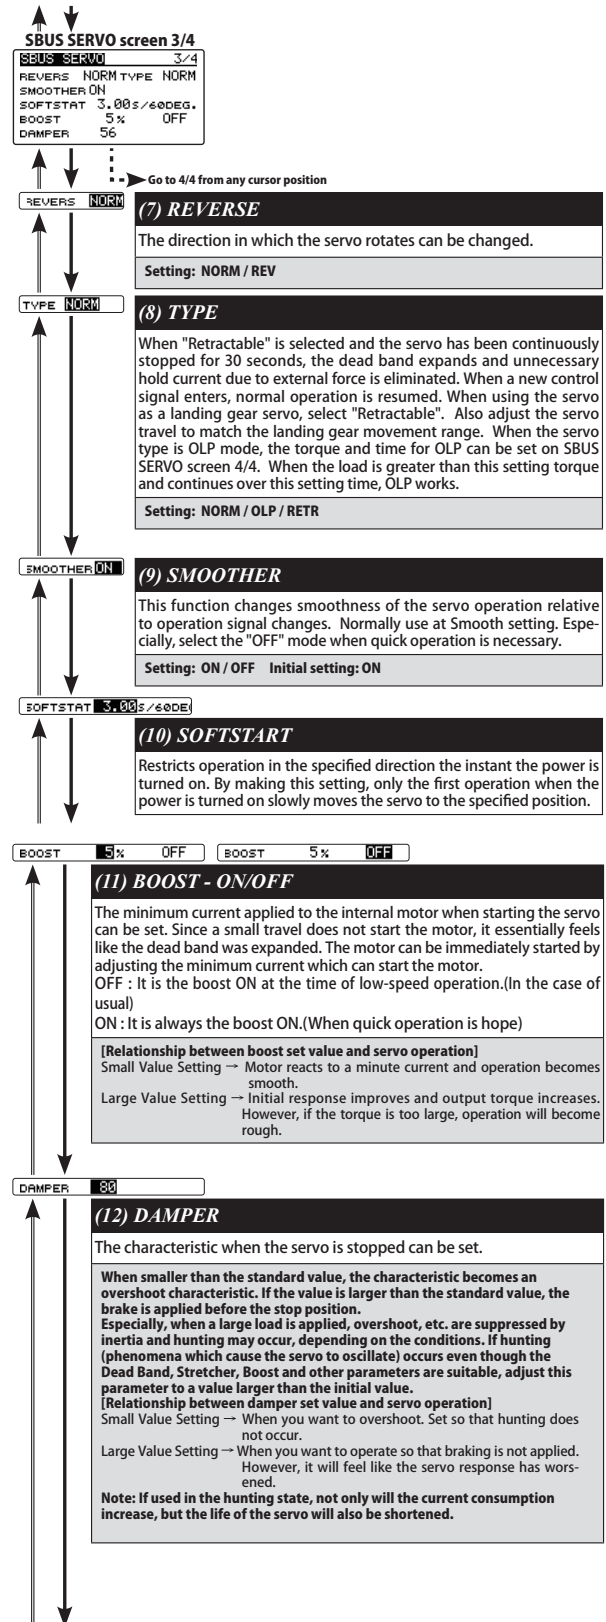 SBUS SERVO screen 3/4
SBUS SERVO 3/4
REVERS NORM TYPE NORM
SMOOTHER ON
SOFTSTAT 3.00s/60DEG.
BOOST 5% OFF
DAMPER 56
Go to 4/4 from any cursor position
REVERS NORM
(7) REVERSE
The direction in which the servo rotates can be changed.
Setting: NORM / REV
TYPE NORM
(8) TYPE
When "Retractable" is selected and the servo has been continuously
stopped for 30 seconds, the dead band expands and unnecessary
hold current due to external force is eliminated. When a new control
signal enters, normal operation is resumed. When using the servo
as a landing gear servo, select "Retractable". Also adjust the servo
travel to match the landing gear movement range. When the servo
type is OLP mode, the torque and time for OLP can be set on SBUS
SERVO screen 4/4. When the load is greater than this setting torque
and continues over this setting time, OLP works.
Setting: NORM / OLP / RETR
SMOOTHER ON
(9) SMOOTHER
This function changes smoothness of the servo operation relative
to operation signal changes. Normally use at Smooth setting. Espe-
cially, select the "OFF" mode when quick operation is necessary.
Setting: ON / OFF Initial setting: ON
SOFTSTAT 3.00s/60DE
(10) SOFTSTART
Restricts operation in the specified direction the instant the power is
turned on. By making this setting, only the first operation when the
power is turned on slowly moves the servo to the specified position.
BOOST 5% OFF BOOST 5% OFF
(11) BOOST - ON/OFF
The minimum current applied to the internal motor when starting the servo
can be set. Since a small travel does not start the motor, it essentially feels
like the dead band was expanded. The motor can be immediately started by
adjusting the minimum current which can start the motor.
OFF : It is the boost ON at the time of low-speed operation.(In the case of
usual)
ON : It is always the boost ON.(When quick operation is hope)
[Relationship between boost set value and servo operation]
Small Value Setting → Motor reacts to a minute current and operation becomes
smooth.
Large Value Setting → Initial response improves and output torque increases.
However, if the torque is too large, operation will become
rough.
DAMPER 80
(12) DAMPER
The characteristic when the servo is stopped can be set.
When smaller than the standard value, the characteristic becomes an
overshoot characteristic. If the value is larger than the standard value, the
brake is applied before the stop position.
Especially, when a large load is applied, overshoot, etc. are suppressed by
inertia and hunting may occur, depending on the conditions. If hunting
(phenomena which cause the servo to oscillate) occurs even though the
Dead Band, Stretcher, Boost and other parameters are suitable, adjust this
parameter to a value larger than the initial value.
[Relationship between damper set value and servo operation]
Small Value Setting → When you want to overshoot. Set so that hunting does
not occur.
Large Value Setting → When you want to operate so that braking is not applied.
However, it will feel like the servo response has wors-
ened.
Note: If used in the hunting state, not only will the current consumption
increase, but the life of the servo will also be shortened.